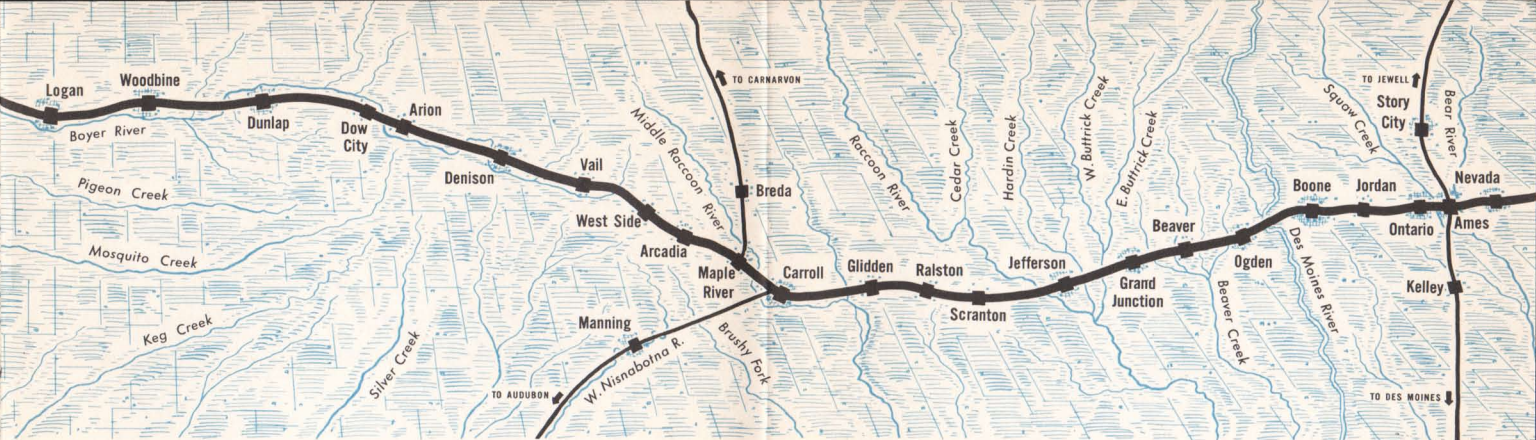 Logan
Woodbine
Boyer River
Dunlap
Dow
City
Arion
Denison
Vail
West Side
Arcadia
Maple
River
Middle Raccoon River
TO CARNARVON
Breda
Carroll
Glidden
Ralston
Scranton
Jefferson
Grand
Junction
Beaver
Ogden
Boone
Jordan
Ontario
Ames
Nevada
Kelley
Story
City
TO JEWELL
Bear River
Squow Creek
Raccoon River
Cedar Creek
Hardin Creek
W. Buttrick Creek
E. Buttrick Creek
Des Moines River
Beaver Creek
TO DES MOINES
Pigeon Creek
Mosquito Creek
Keg Creek
Silver Creek
Manning
W. Nisnabotna R.
Brushy Fork
TO AUDUBON